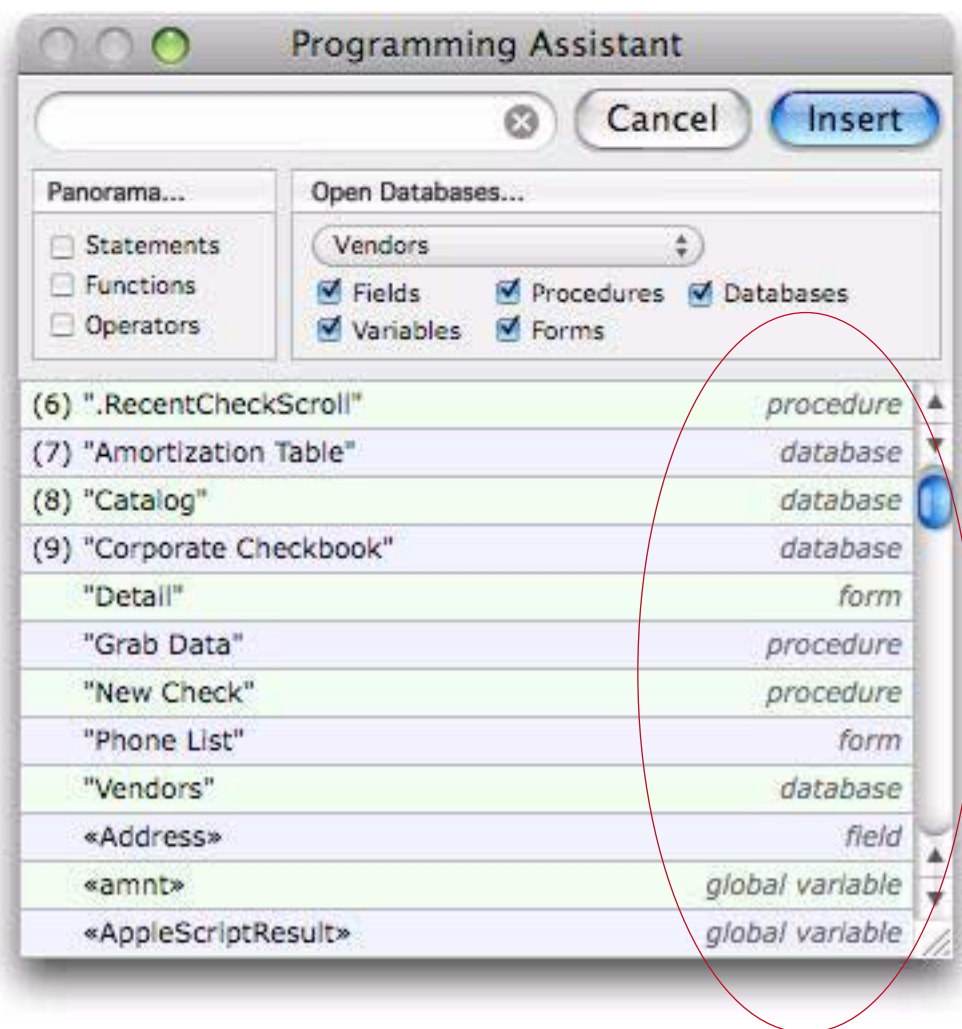 Programming Assistant
Cancel Insert
Panorama... Open Databases...
Statements Vendors
Functions Fields Procedures Databases
Operators Variables Forms
(6) ".RecentCheckScroll" procedure
(7) "Amortization Table" database
(8) "Catalog" database
(9) "Corporate Checkbook" database
"Detail" form
"Grab Data" procedure
"New Check" procedure
"Phone List" form
"Vendors" database
«Address» field
«amnt» global variable
«AppleScriptResult» global variable